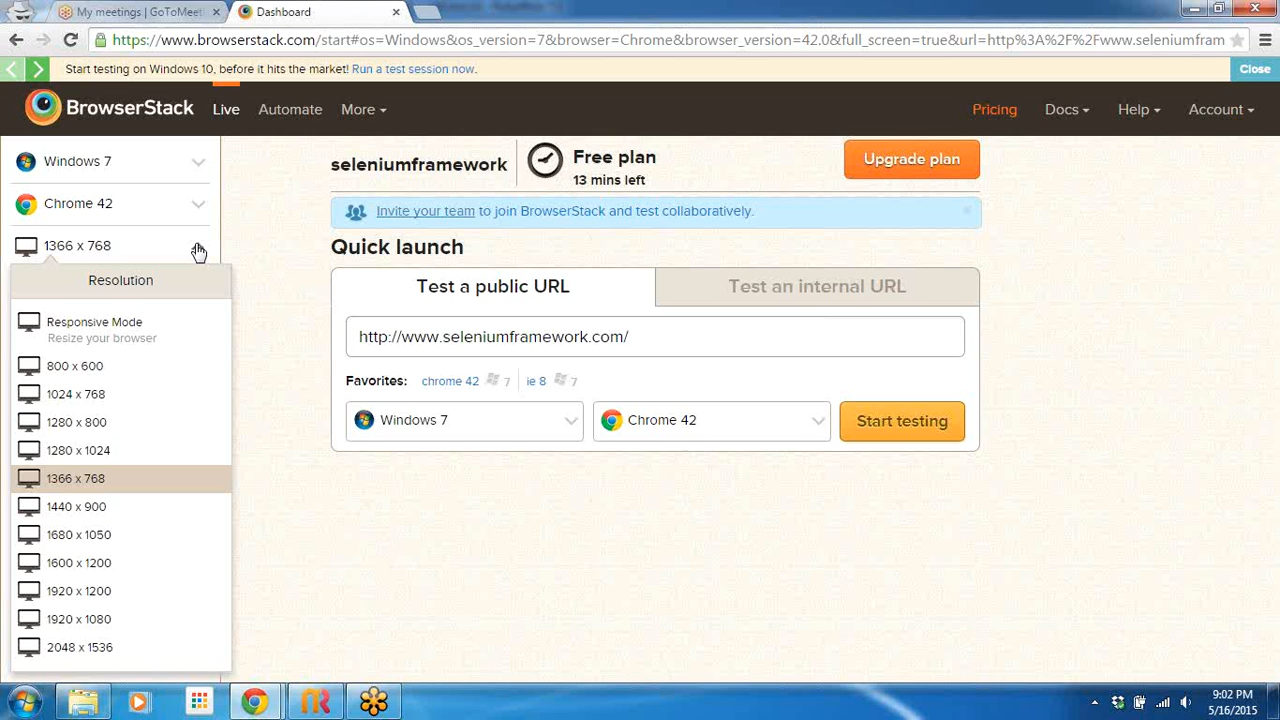 My meetings | GoToMeeti
Dashboard
https://www.browserstack.com/start#os=Windows&os_version=7&browser=Chrome&browser_version=42.0&full_screen=true&url=http%3A%2F%2Fwww.seleniumfram
Start testing on Windows 10, before it hits the market! Run a test session now.
Close
BrowserStack
Live
Automate
More
Pricing
Docs
Help
Account
Windows 7
Chrome 42
1366 x 768
Resolution
Responsive Mode
Resize your browser
800 x 600
1024 x 768
1280 x 800
1280 x 1024
1366 x 768
1440 x 900
1680 x 1050
1600 x 1200
1920 x 1200
1920 x 1080
2048 x 1536
seleniumframework
Free plan
13 mins left
Upgrade plan
Invite your team to join BrowserStack and test collaboratively.
Quick launch
Test a public URL
Test an internal URL
http://www.seleniumframework.com/
Favorites: chrome 42 7 ie 8 7
Windows 7
Chrome 42
Start testing
9:02 PM
5/16/2015